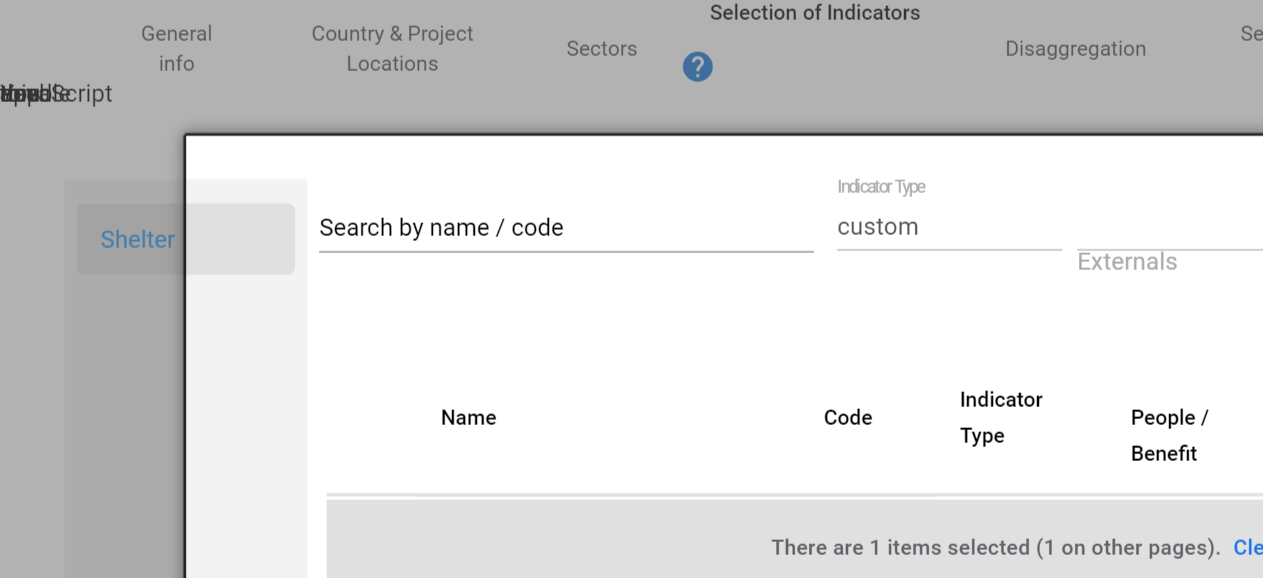 Selection of Indicators
General
info
Country & Project
Locations
Sectors
?
Disaggregation
Se
Script
Indicator Type
Shelter
Search by name / code
custom
Externals
Name
Code
Indicator
Type
People /
Benefit
There are 1 items selected (1 on other pages). Cle